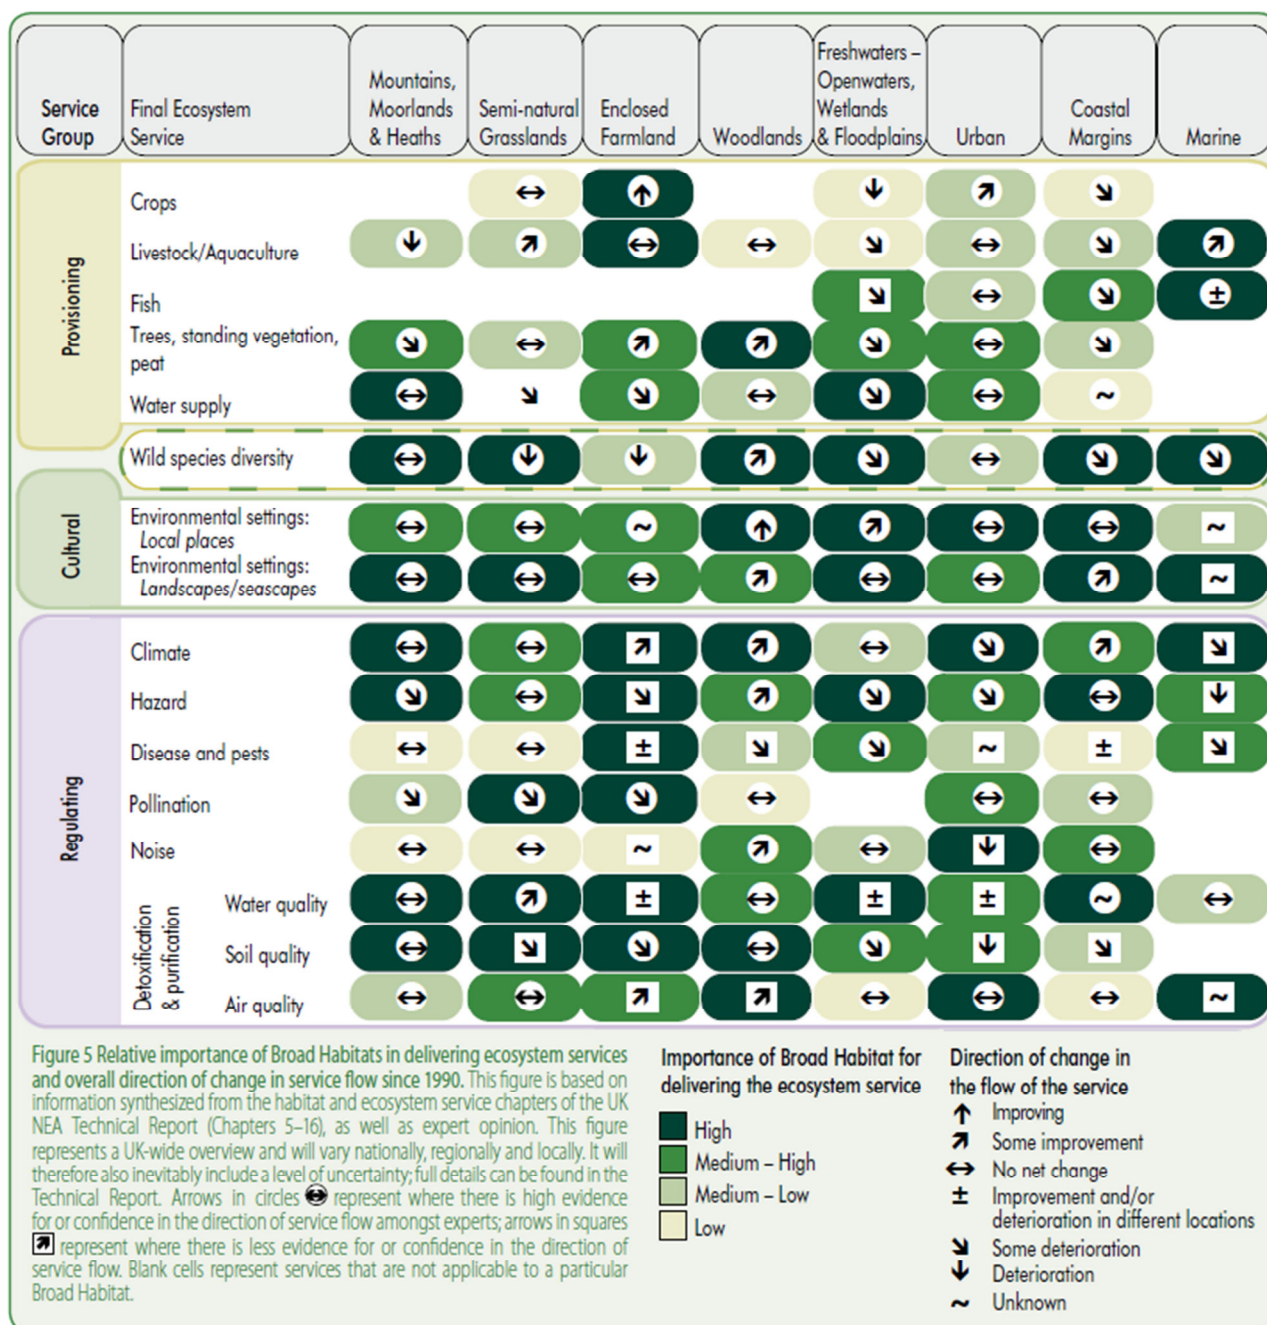 Service
Group
Final Ecosystem
Service
Mountains,
Moorlands
& Heaths
Semi-natural
Grasslands
Enclosed
Farmland
Woodlands
Freshwaters –
Openwaters,
Wetlands
& Floodplains
Urban
Coastal
Margins
Marine
Provisioning
Crops
Livestock/Aquaculture
Fish
Trees, standing vegetation,
peat
Water supply
Wild species diversity
Cultural
Environmental settings:
Local places
Environmental settings:
Landscapes/seascapes
Regulating
Climate
Hazard
Disease and pests
Pollination
Noise
Detoxification
& purification
Water quality
Soil quality
Air quality
Figure 5 Relative importance of Broad Habitats in delivering ecosystem services
and overall direction of change in service flow since 1990. This figure is based on
information synthesized from the habitat and ecosystem service chapters of the UK
NEA Technical Report (Chapters 5–16), as well as expert opinion. This figure
represents a UK-wide overview and will vary nationally, regionally and locally. It will
therefore also inevitably include a level of uncertainty; full details can be found in the
Technical Report. Arrows in circles ↔ represent where there is high evidence
for or confidence in the direction of service flow amongst experts; arrows in squares
↗ represent where there is less evidence for or confidence in the direction of
service flow. Blank cells represent services that are not applicable to a particular
Broad Habitat.
Importance of Broad Habitat for
delivering the ecosystem service
High
Medium – High
Medium – Low
Low
Direction of change in
the flow of the service
↑ Improving
↗ Some improvement
↔ No net change
± Improvement and/or
deterioration in different locations
↘ Some deterioration
↓ Deterioration
~ Unknown